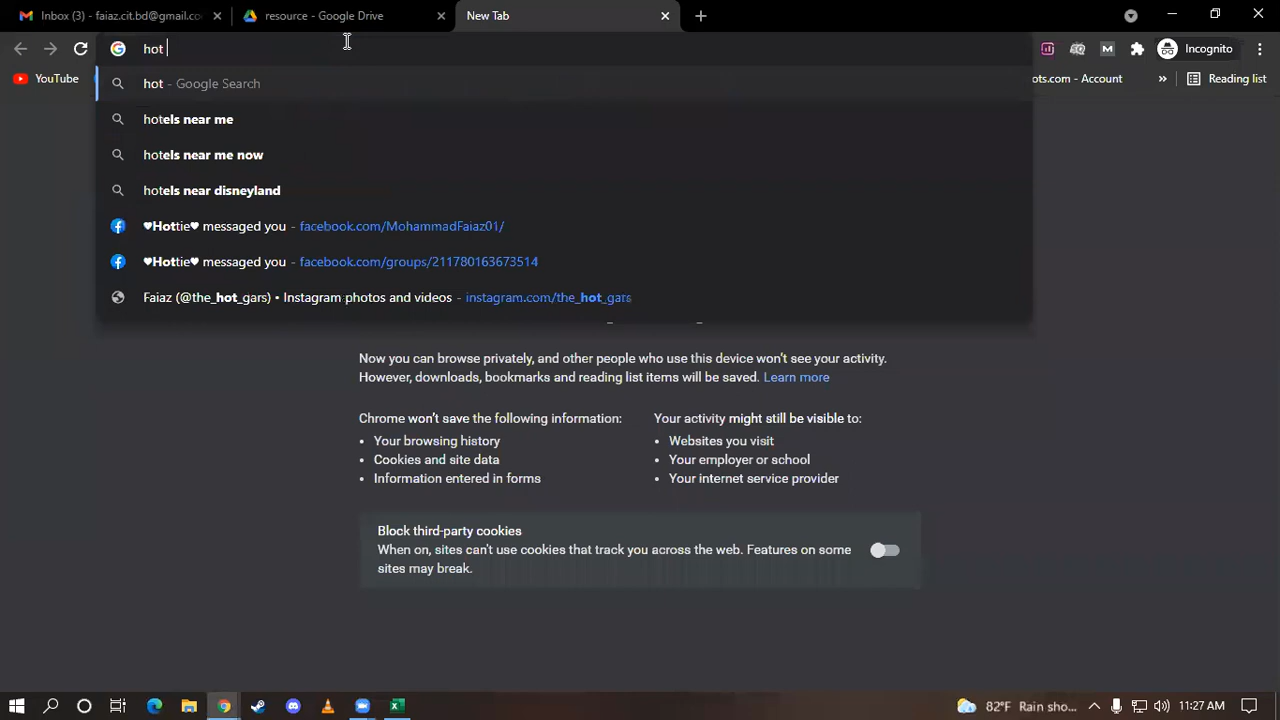 Inbox (3) - faiaz.cit.bd@gmail.co
resource - Google Drive
New Tab
hot
Incognito
YouTube
ots.com - Account
Reading list
hot - Google Search
hotels near me
hotels near me now
hotels near disneyland
♥Hottie♥ messaged you - facebook.com/MohammadFaiaz01/
♥Hottie♥ messaged you - facebook.com/groups/211780163673514
Faiaz (@the_hot_gars) • Instagram photos and videos - instagram.com/the_hot_gars
Now you can browse privately, and other people who use this device won't see your activity.
However, downloads, bookmarks and reading list items will be saved. Learn more
Chrome won't save the following information:
• Your browsing history
• Cookies and site data
• Information entered in forms
Your activity might still be visible to:
• Websites you visit
• Your employer or school
• Your internet service provider
Block third-party cookies
When on, sites can't use cookies that track you across the web. Features on some
sites may break.
82°F Rain sho...
11:27 AM